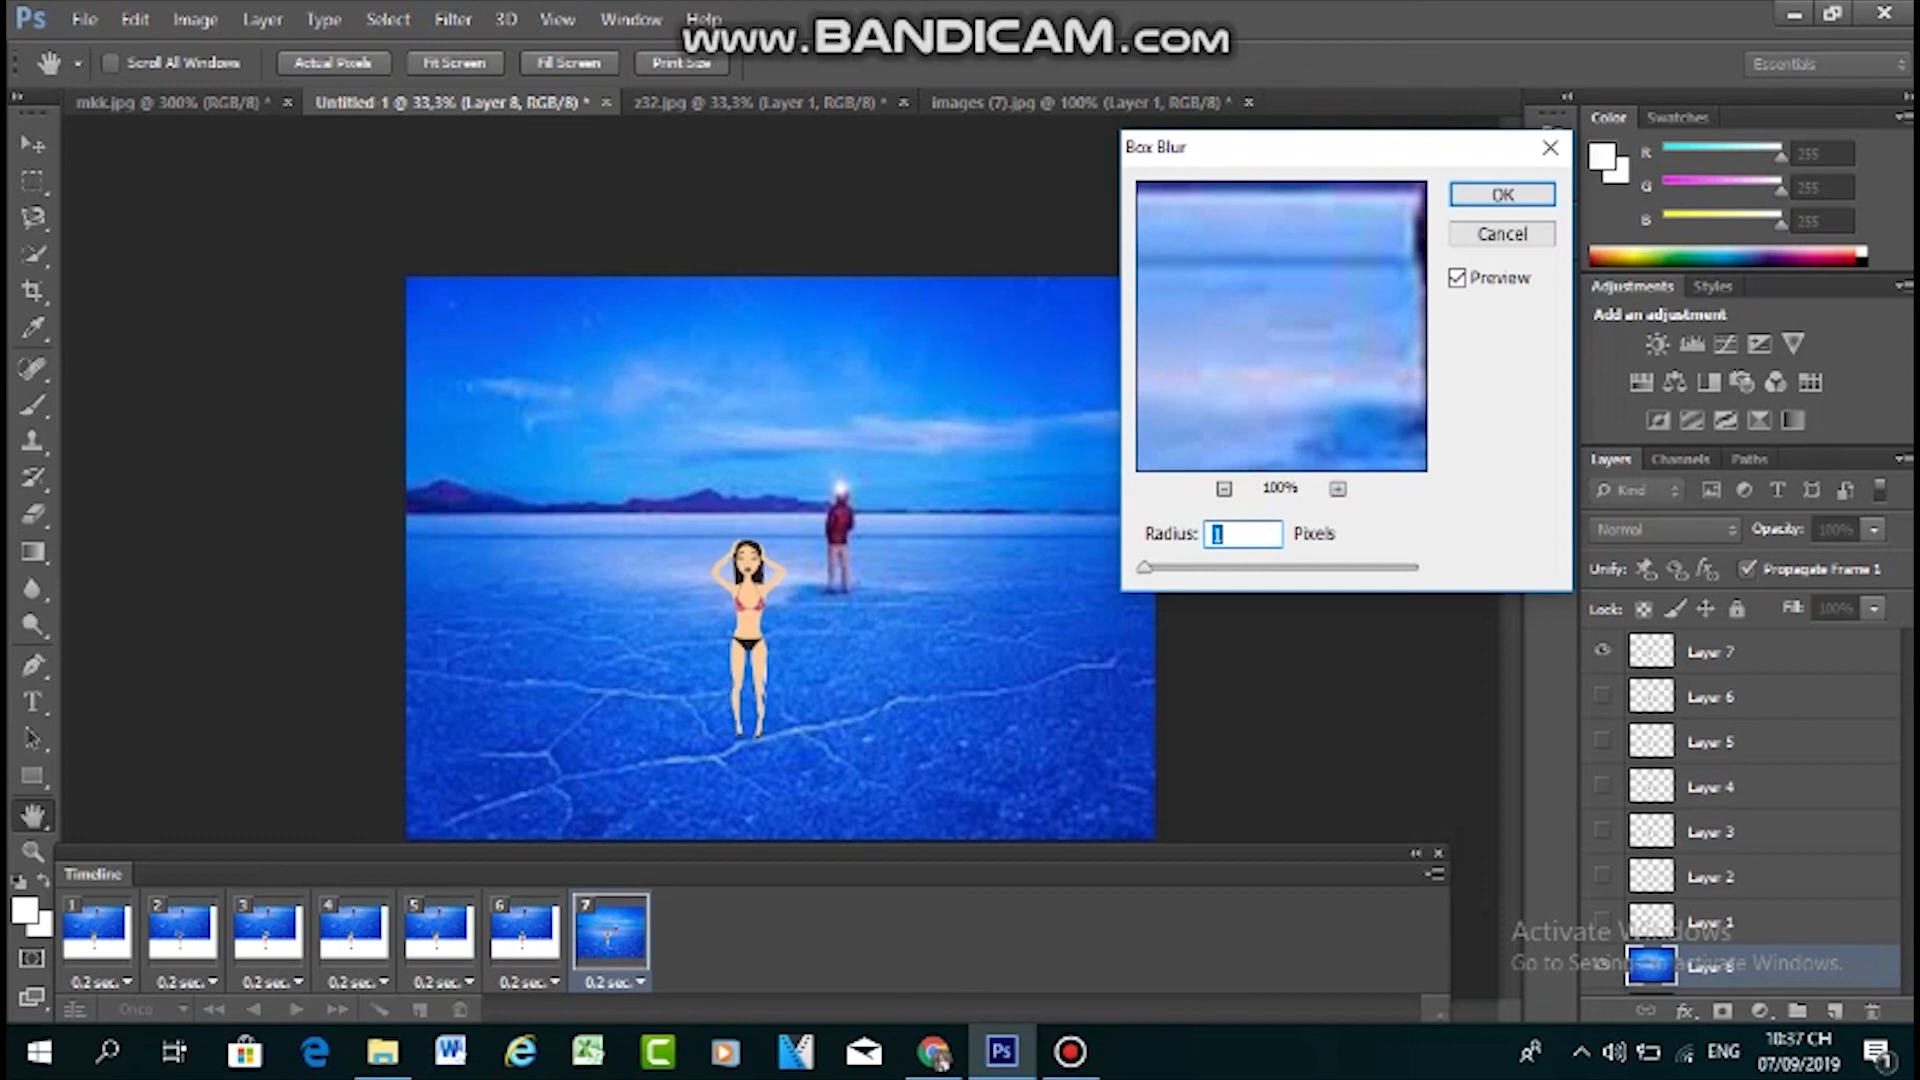 Ps File Edit Image Layer Type Select Filter 3D View Window Help
www.BANDICAM.com
Scroll All Windows Actual Pixels Fit Screen Fill Screen Print Size Essentials
mkk.jpg @ 300% (RGB/8) * × Untitled-1 @ 33,3% (Layer 8, RGB/8) * × z32.jpg @ 33,3% (Layer 1, RGB/8) * × images (7).jpg @ 100% (Layer 1, RGB/8) * ×
Color Swatches
R 255
G 255
B 255
Box Blur
OK
Cancel
Preview
100%
Radius: 1 Pixels
Adjustments Styles
Add an adjustment
Layers Channels Paths
Kind
Normal Opacity: 100%
Unify: Propagate Frame 1
Lock: Fill: 100%
Layer 7
Layer 6
Layer 5
Layer 4
Layer 3
Layer 2
Layer 1
Layer 8
Activate Windows
Go to Settings to activate Windows.
Timeline
1 2 3 4 5 6 7
0.2 sec. 0.2 sec. 0.2 sec. 0.2 sec. 0.2 sec. 0.2 sec. 0.2 sec.
Once
fx
ENG
10:37 CH
07/09/2019